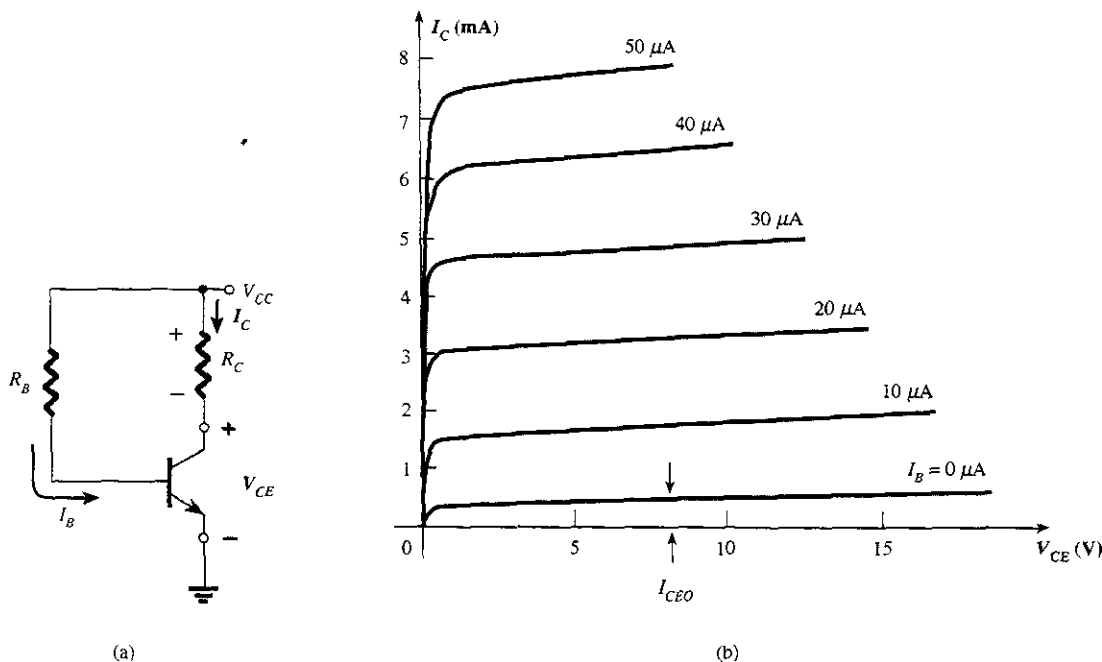 V_CC
I_C
+
R_C
−
R_B
+
V_CE
I_B
−
(a)
I_C (mA)
8
7
6
5
4
3
2
1
0
50 μA
40 μA
30 μA
20 μA
10 μA
I_B = 0 μA
5
10
15
V_CE (V)
I_CEO
(b)